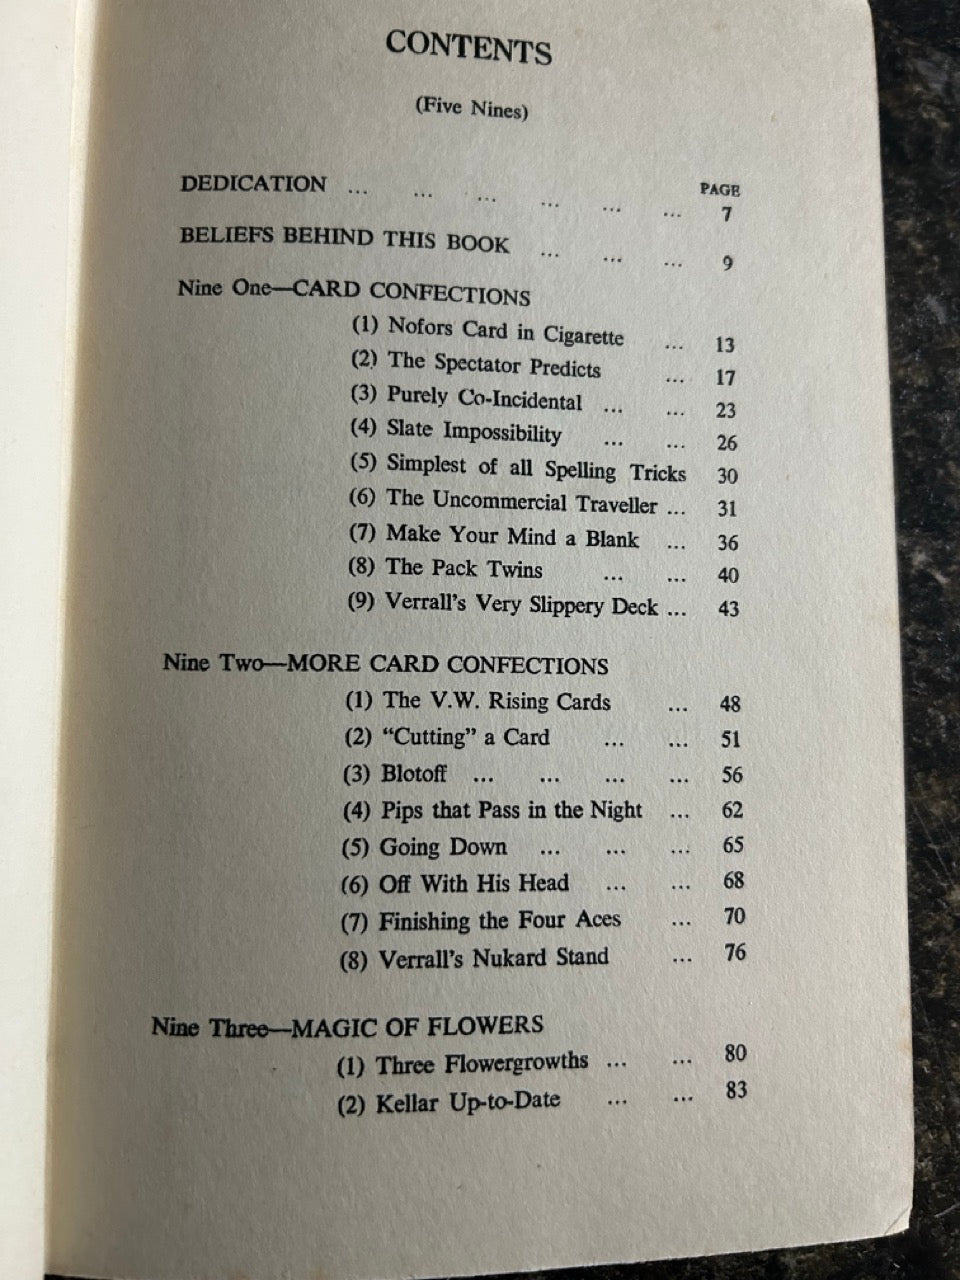 CONTENTS
(Five Nines)
PAGE
DEDICATION ... ... ... ... ... ... 7
BELIEFS BEHIND THIS BOOK ... ... ... 9
Nine One—CARD CONFECTIONS
(1) Nofors Card in Cigarette ... 13
(2) The Spectator Predicts ... 17
(3) Purely Co-Incidental ... ... 23
(4) Slate Impossibility ... ... 26
(5) Simplest of all Spelling Tricks 30
(6) The Uncommercial Traveller ... 31
(7) Make Your Mind a Blank ... 36
(8) The Pack Twins ... ... 40
(9) Verrall's Very Slippery Deck ... 43
Nine Two—MORE CARD CONFECTIONS
(1) The V.W. Rising Cards ... 48
(2) “Cutting” a Card ... ... 51
(3) Blotoff ... ... ... ... 56
(4) Pips that Pass in the Night ... 62
(5) Going Down ... ... ... 65
(6) Off With His Head ... ... 68
(7) Finishing the Four Aces ... 70
(8) Verrall's Nukard Stand ... 76
Nine Three—MAGIC OF FLOWERS
(1) Three Flowergrowths ... ... 80
(2) Kellar Up-to-Date ... ... 83